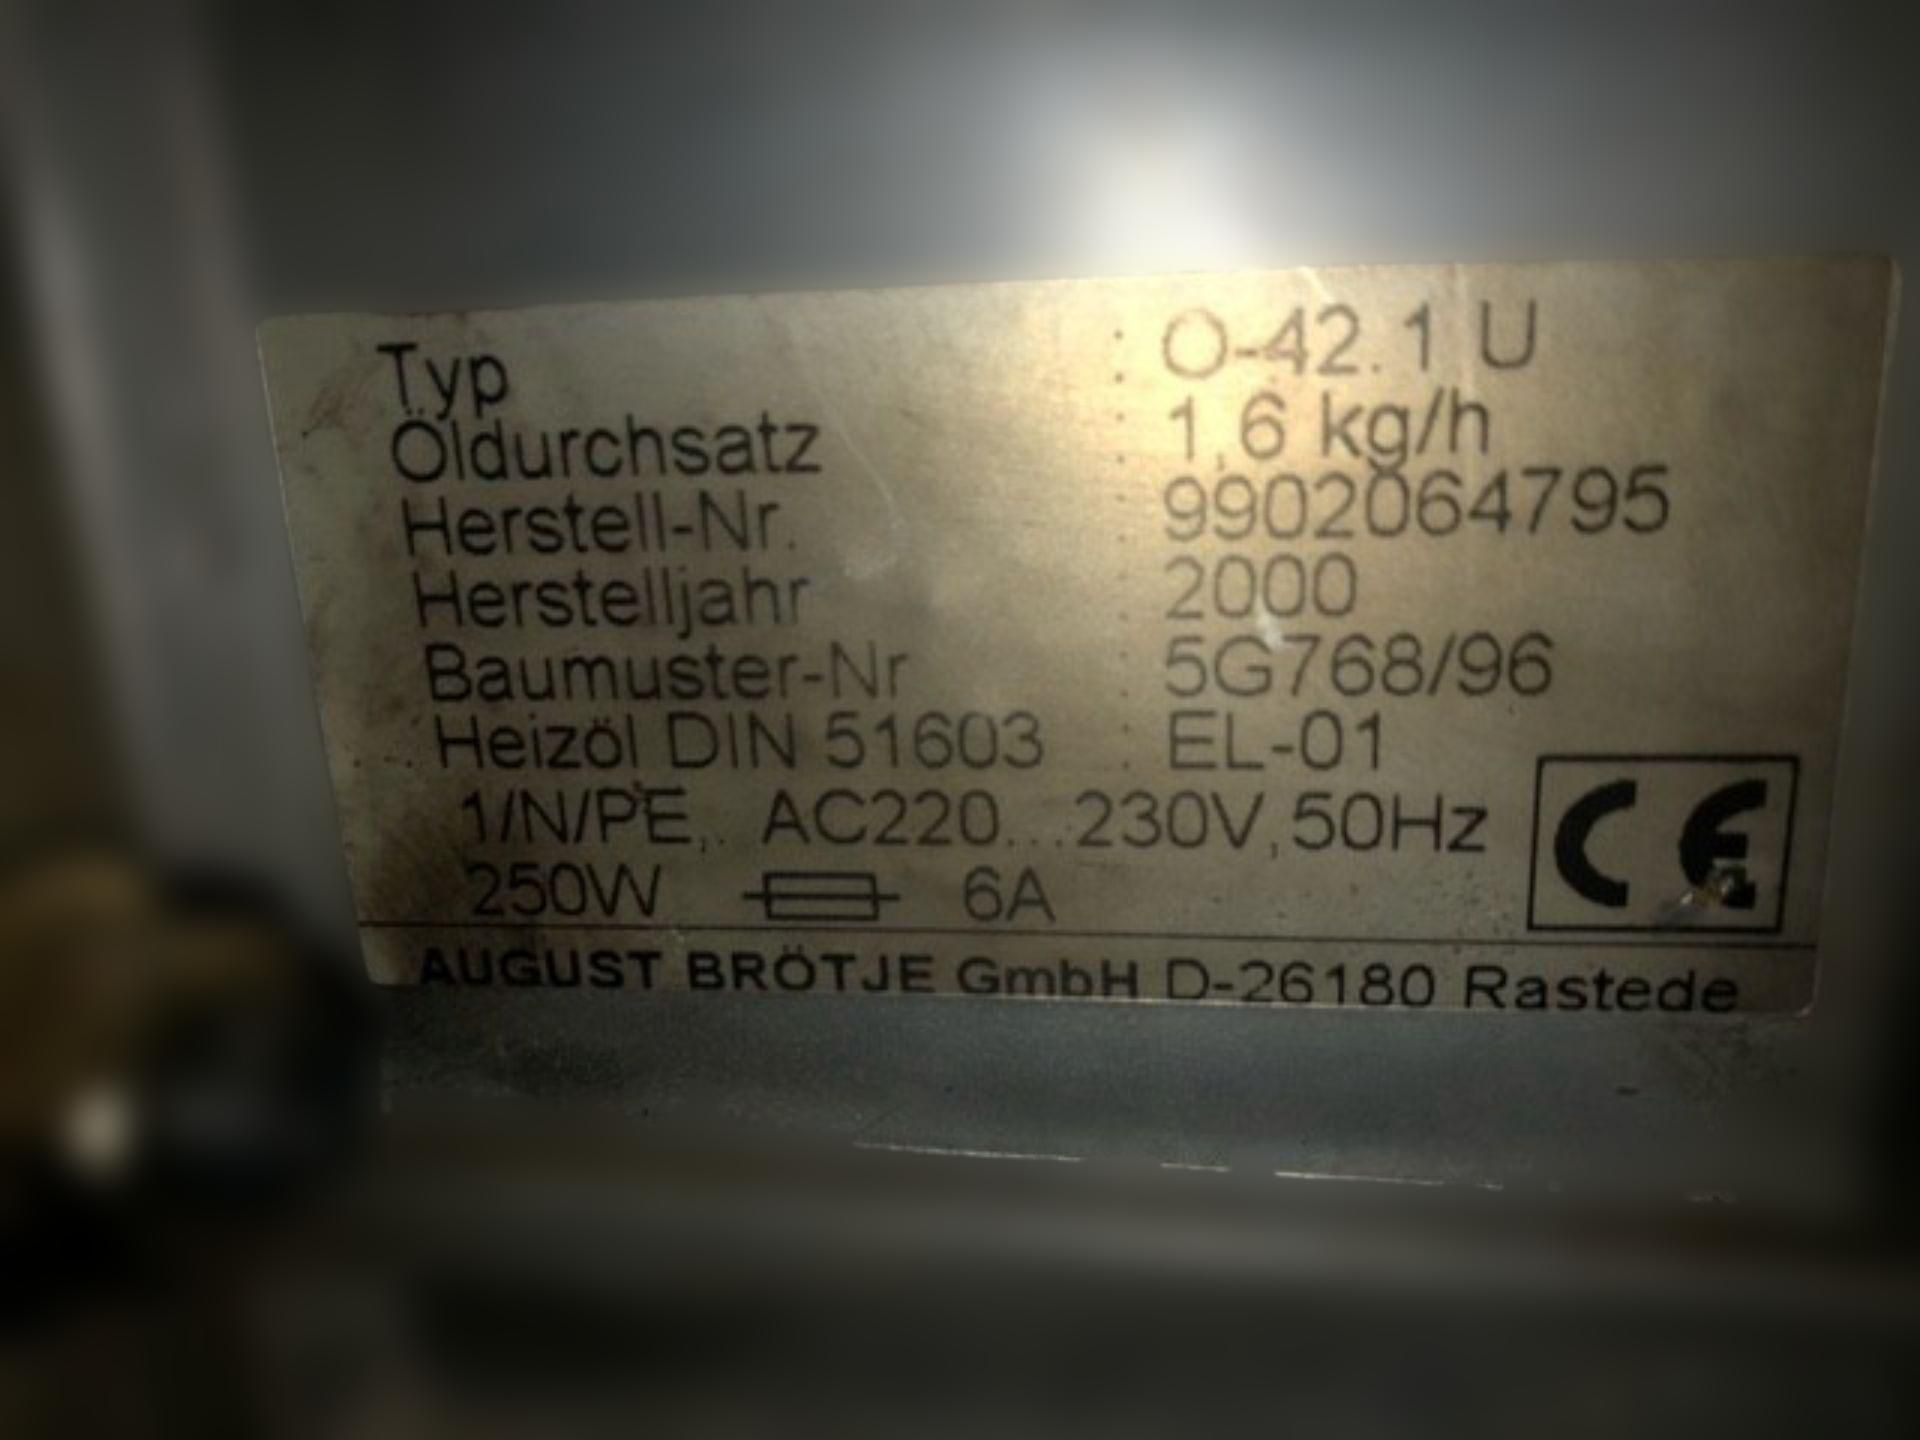 Typ : O-42.1 U
Öldurchsatz : 1,6 kg/h
Herstell-Nr. : 9902064795
Herstelljahr : 2000
Baumuster-Nr : 5G768/96
Heizöl DIN 51603 : EL-01
1/N/PE,. AC220...230V,50Hz
250W 6A CE
AUGUST BRÖTJE GmbH D-26180 Rastede